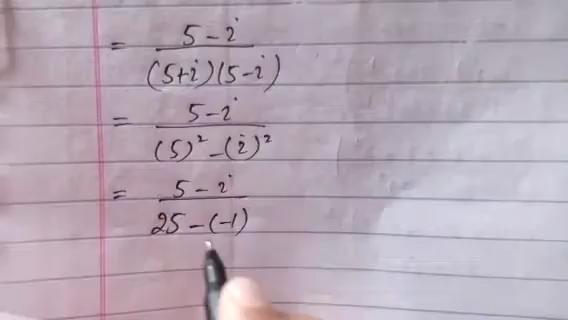 = 5 - i
(5+i)(5-i)
= 5 - i
(5)² - (i)²
= 5 - i
25 - (-1)